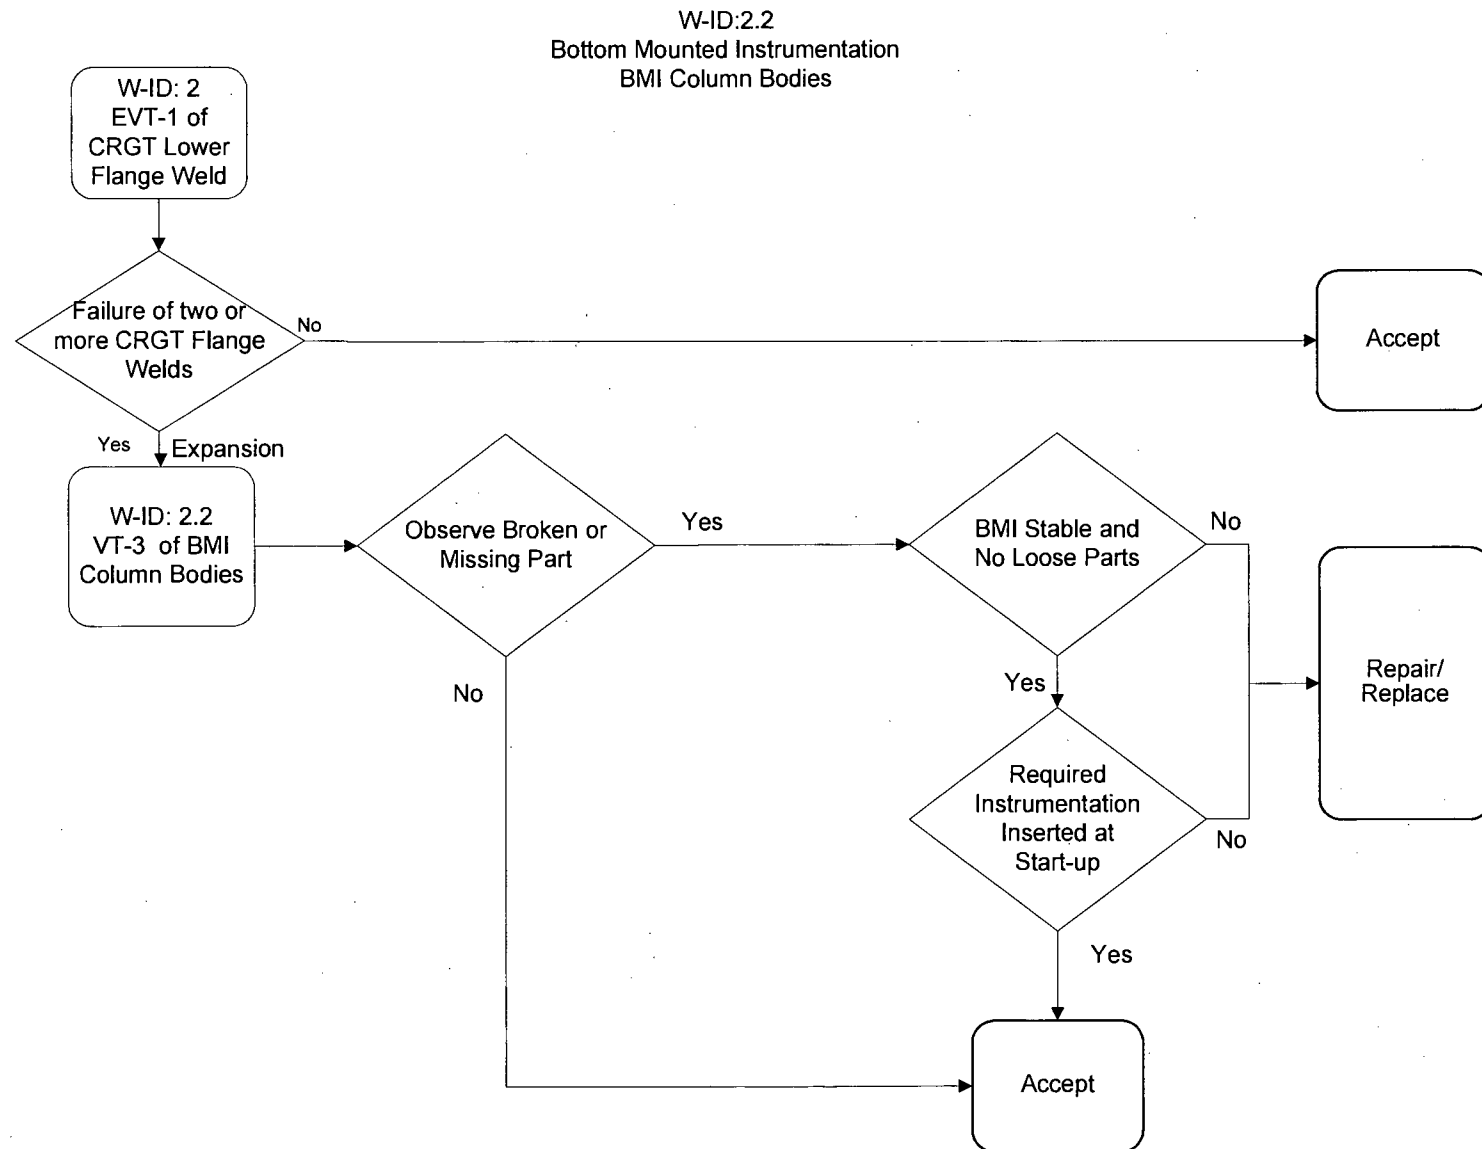 W-ID:2.2
Bottom Mounted Instrumentation
BMI Column Bodies
W-ID: 2
EVT-1 of
CRGT Lower
Flange Weld
Failure of two or
more CRGT Flange
Welds
No
Accept
Yes
Expansion
W-ID: 2.2
VT-3 of BMI
Column Bodies
Observe Broken or
Missing Part
Yes
No
BMI Stable and
No Loose Parts
No
Yes
Repair/
Replace
Required
Instrumentation
Inserted at
Start-up
No
Yes
Accept